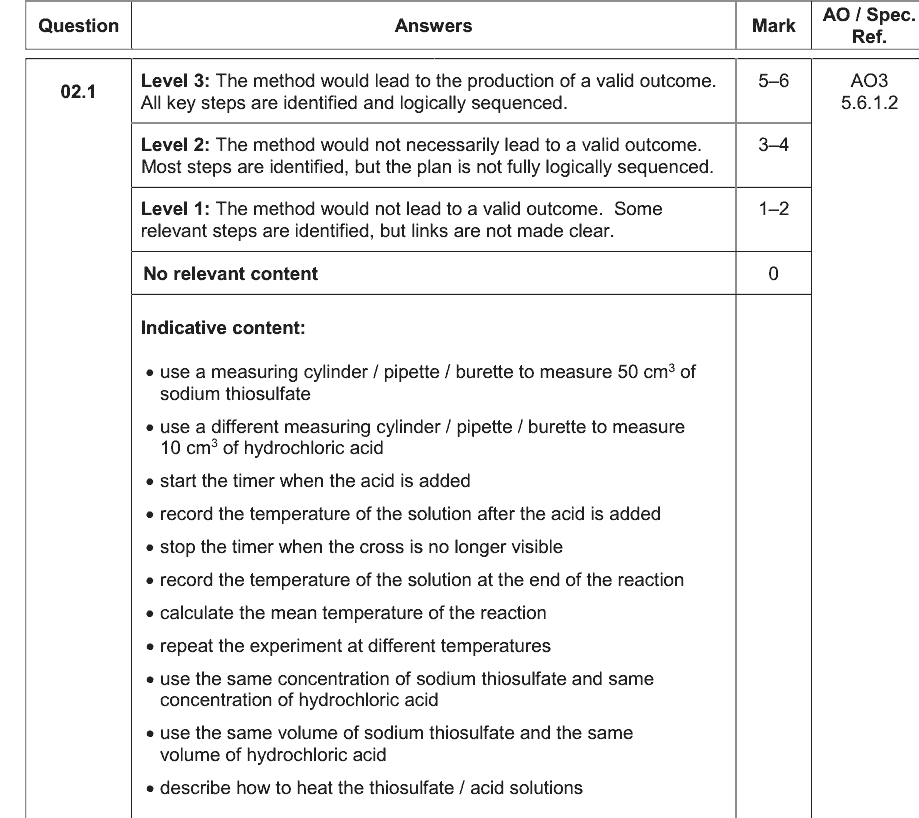 Question Answers Mark AO / Spec.
Ref.
02.1 Level 3: The method would lead to the production of a valid outcome. 5–6 AO3
All key steps are identified and logically sequenced. 5.6.1.2
Level 2: The method would not necessarily lead to a valid outcome. 3–4
Most steps are identified, but the plan is not fully logically sequenced.
Level 1: The method would not lead to a valid outcome. Some 1–2
relevant steps are identified, but links are not made clear.
No relevant content 0
Indicative content:
• use a measuring cylinder / pipette / burette to measure 50 cm³ of
sodium thiosulfate
• use a different measuring cylinder / pipette / burette to measure
10 cm³ of hydrochloric acid
• start the timer when the acid is added
• record the temperature of the solution after the acid is added
• stop the timer when the cross is no longer visible
• record the temperature of the solution at the end of the reaction
• calculate the mean temperature of the reaction
• repeat the experiment at different temperatures
• use the same concentration of sodium thiosulfate and same
concentration of hydrochloric acid
• use the same volume of sodium thiosulfate and the same
volume of hydrochloric acid
• describe how to heat the thiosulfate / acid solutions